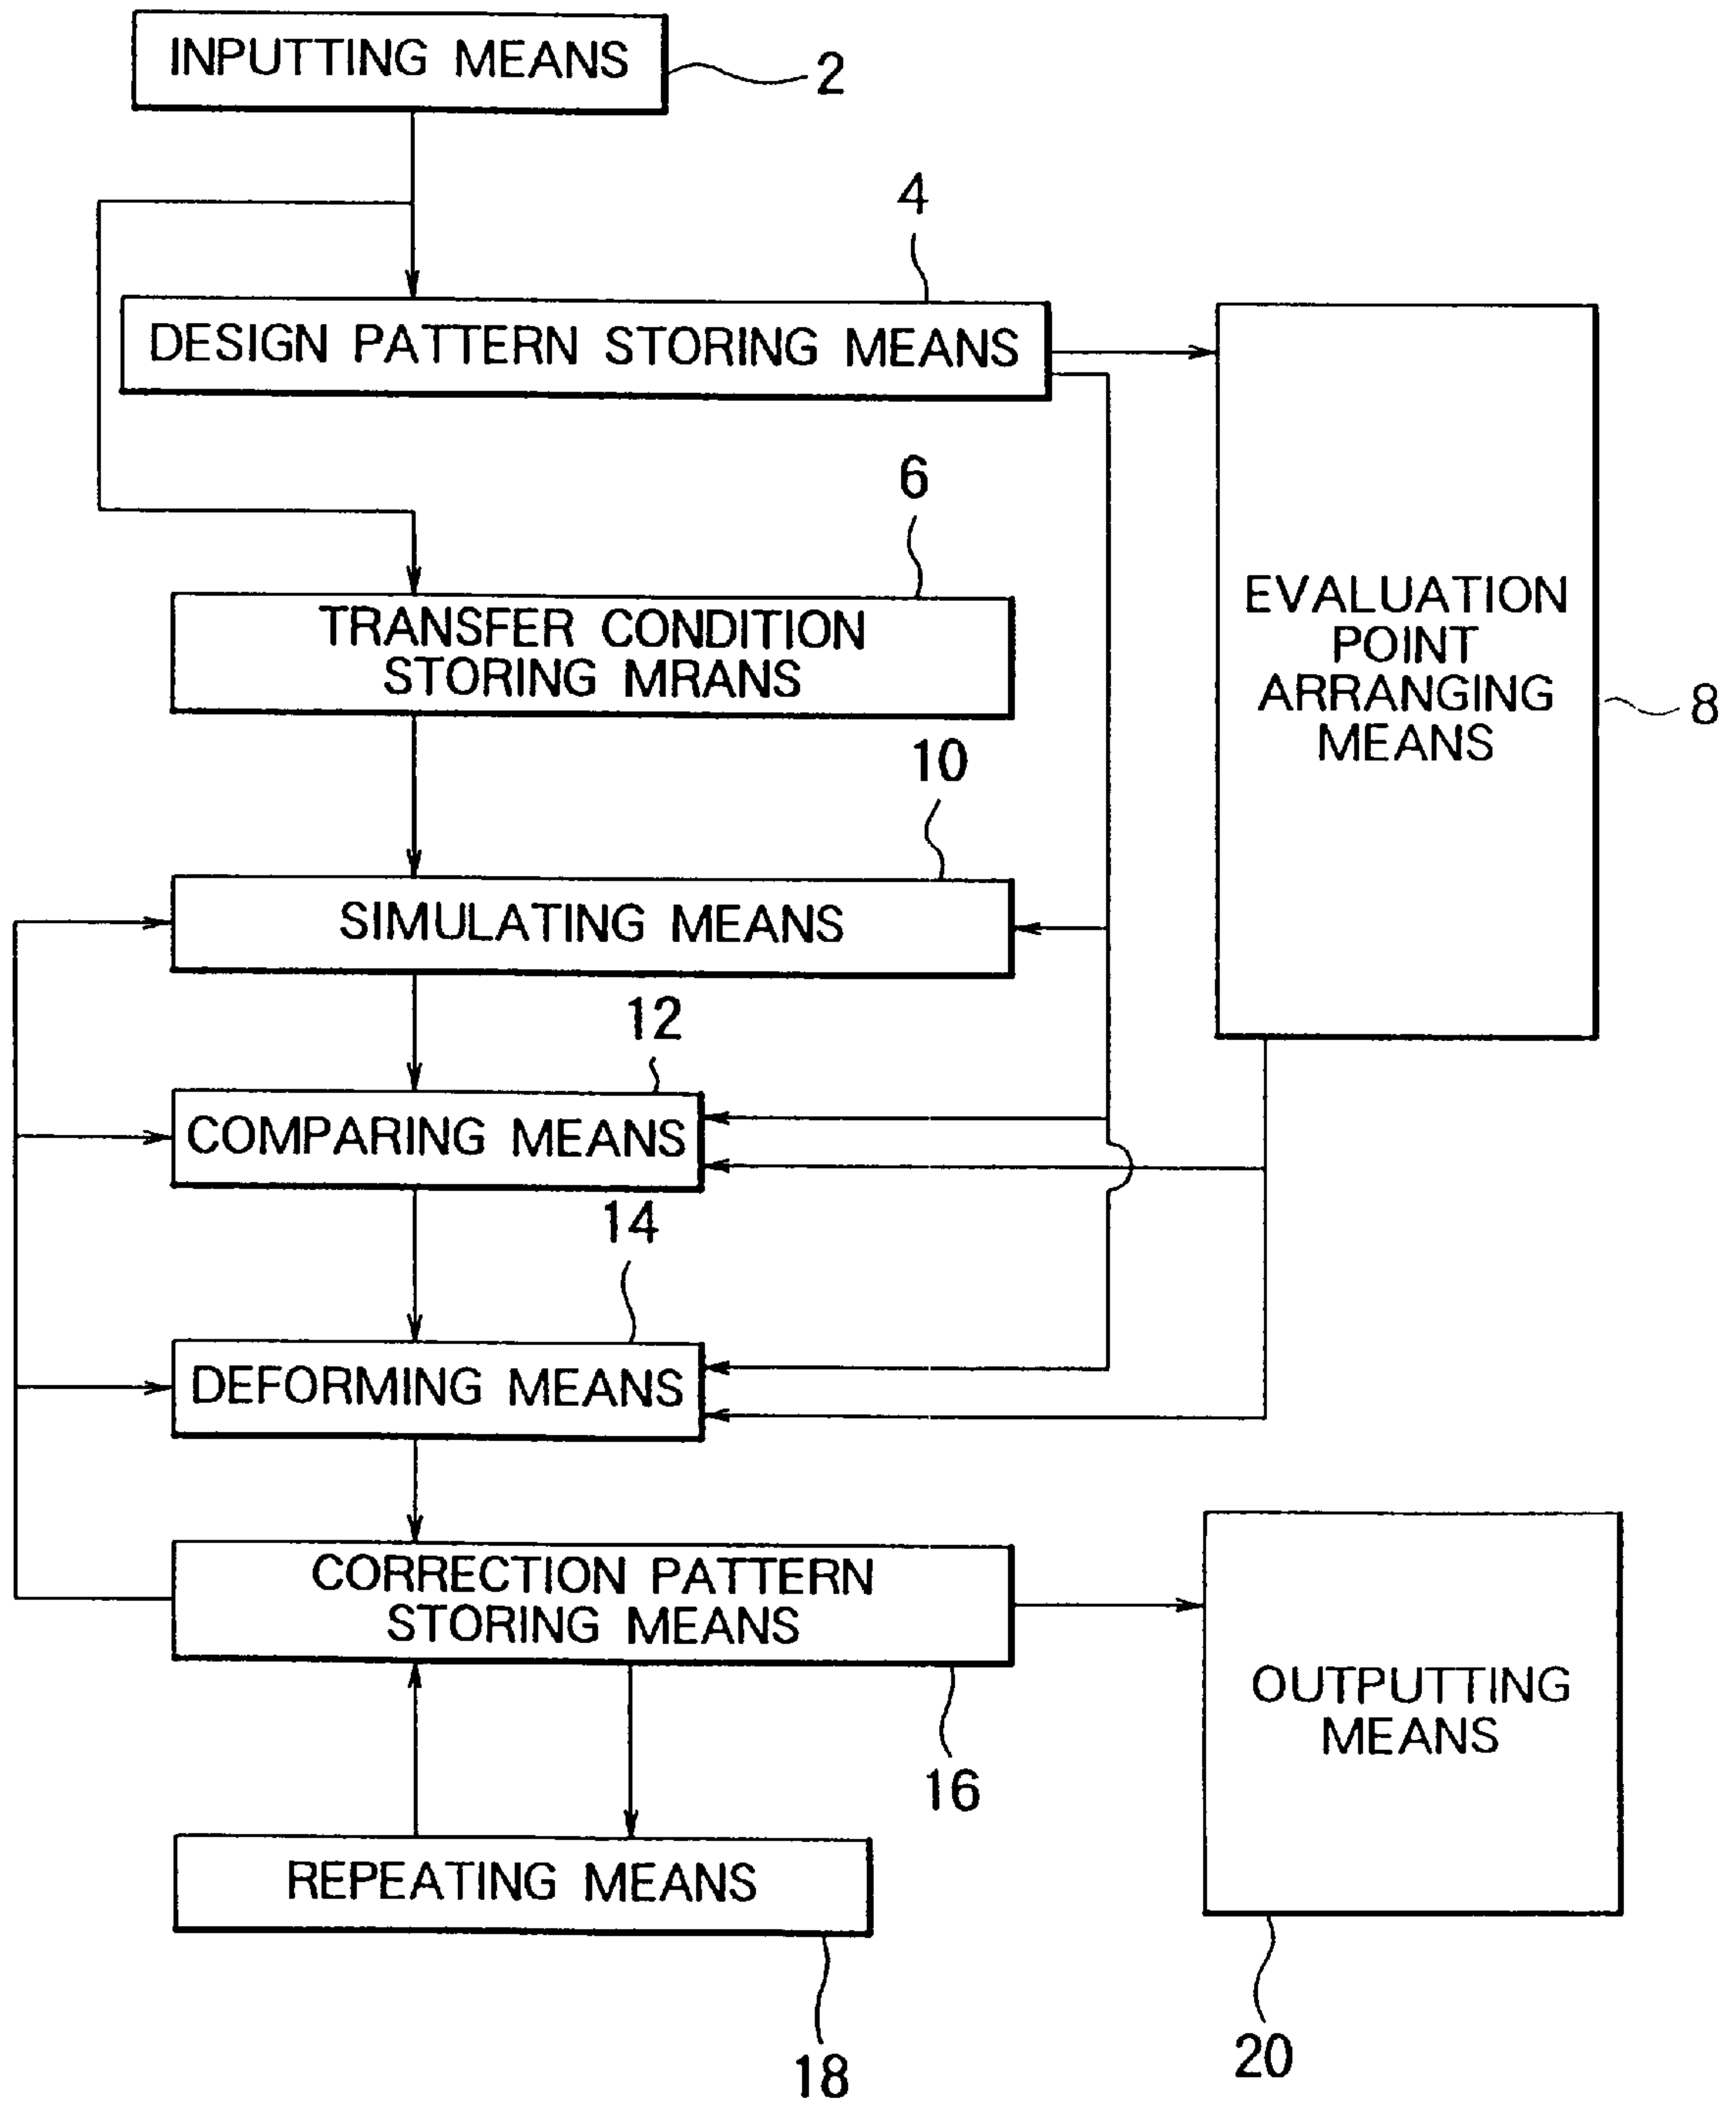 INPUTTING MEANS
2
4
DESIGN PATTERN STORING MEANS
6
TRANSFER CONDITION
STORING MRANS
EVALUATION
POINT
ARRANGING
MEANS
8
10
SIMULATING MEANS
12
COMPARING MEANS
14
DEFORMING MEANS
CORRECTION PATTERN
STORING MEANS
16
OUTPUTTING
MEANS
REPEATING MEANS
18
20